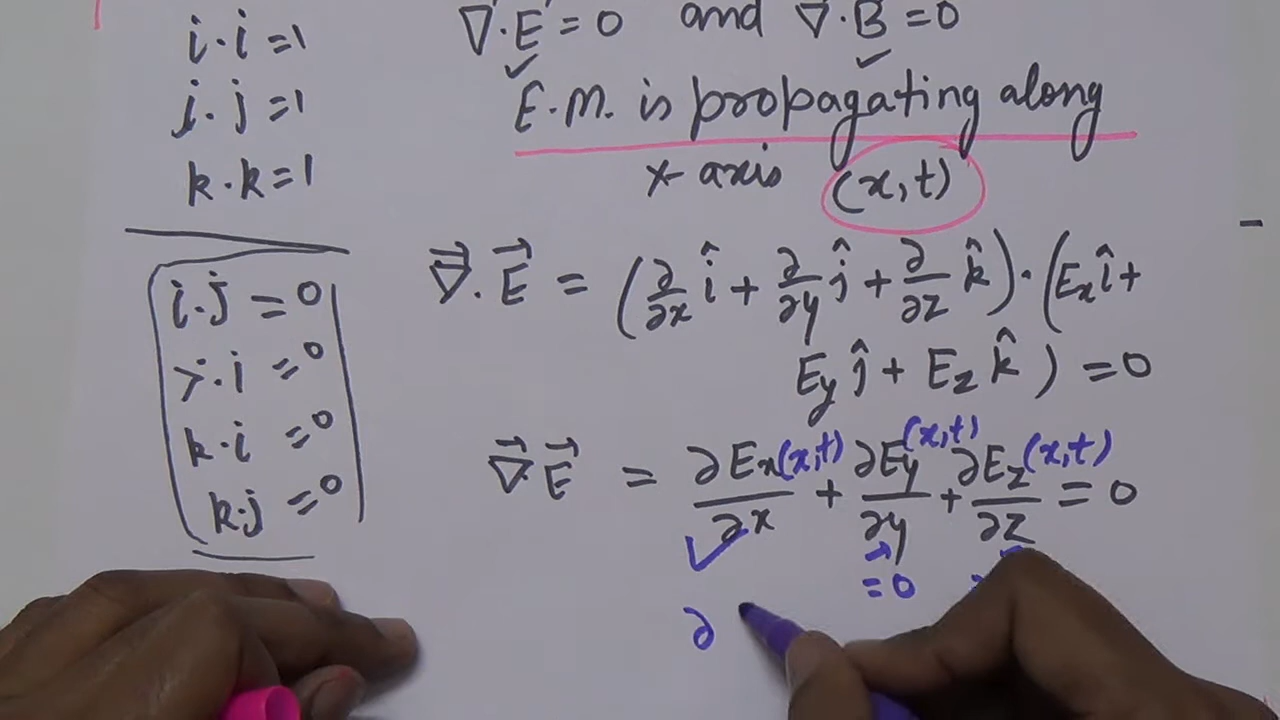 i·i=1
j·j=1
k·k=1
i·j=0
j·i=0
k·i=0
k·j=0
∇·E=0 and ∇·B=0
E.M. is propagating along
x-axis (x,t)
∇⃗·E⃗ = (∂/∂x î + ∂/∂y ĵ + ∂/∂z k̂)·(Ex î +
Ey ĵ + Ez k̂) = 0
∇⃗ E⃗ = ∂Ex(x,t)/∂x + ∂Ey(x,t)/∂y + ∂Ez(x,t)/∂z = 0
=0
∂